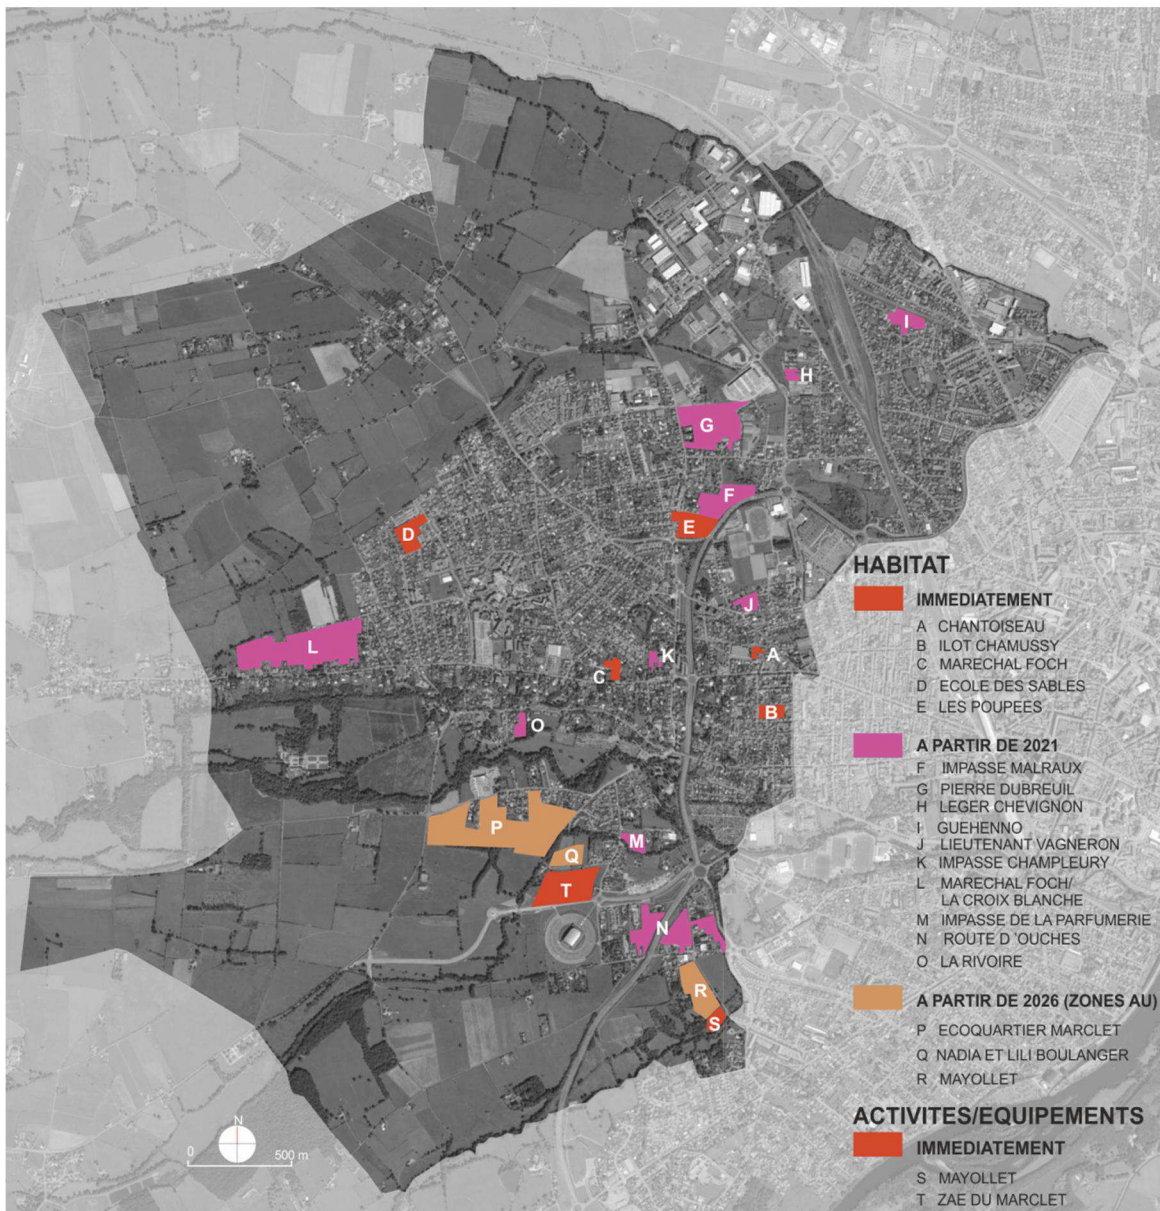 I
H
G
F
E
D
J
L
K
A
C
B
O
P
M
Q
T
N
R
S
N
0 500 m
HABITAT
IMMEDIATEMENT
A CHANTOISEAU
B ILOT CHAMUSSY
C MARECHAL FOCH
D ECOLE DES SABLES
E LES POUPEES
A PARTIR DE 2021
F IMPASSE MALRAUX
G PIERRE DUBREUIL
H LEGER CHEVIGNON
I GUEHENNO
J LIEUTENANT VAGNERON
K IMPASSE CHAMPLEURY
L MARECHAL FOCH/
LA CROIX BLANCHE
M IMPASSE DE LA PARFUMERIE
N ROUTE D 'OUCHES
O LA RIVOIRE
A PARTIR DE 2026 (ZONES AU)
P ECOQUARTIER MARCLET
Q NADIA ET LILI BOULANGER
R MAYOLLET
ACTIVITES/EQUIPEMENTS
IMMEDIATEMENT
S MAYOLLET
T ZAE DU MARCLET